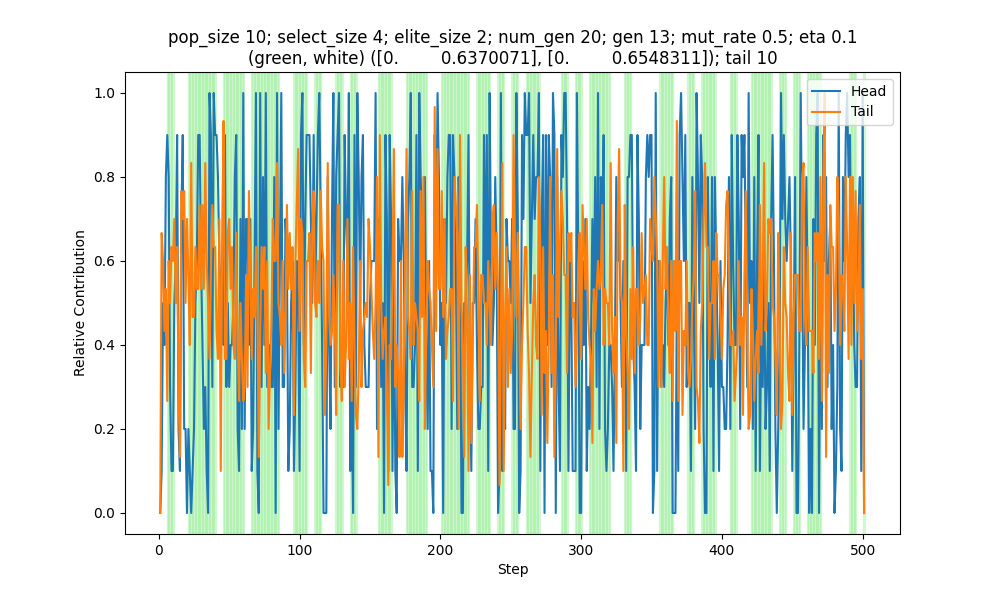 pop_size 10; select_size 4; elite_size 2; num_gen 20; gen 13; mut_rate 0.5; eta 0.1
(green, white) ([0. 0.6370071], [0. 0.6548311]); tail 10
Head
Tail
1.0
0.8
0.6
0.4
0.2
0.0
Relative Contribution
0 100 200 300 400 500
Step